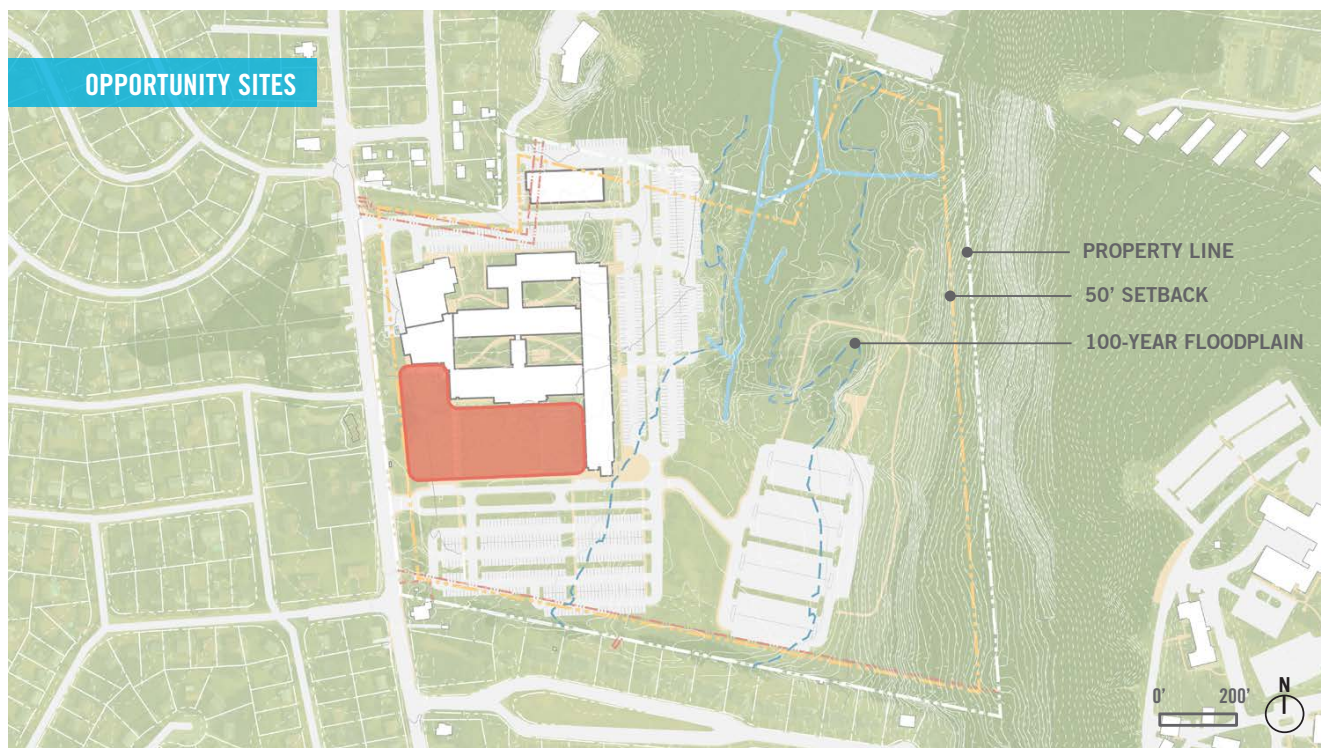 OPPORTUNITY SITES
PROPERTY LINE
50' SETBACK
100-YEAR FLOODPLAIN
0' 200'
N